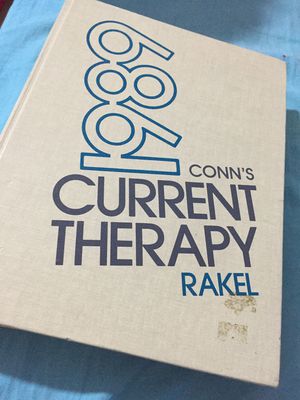 1989
CONN'S
CURRENT
THERAPY
RAKEL